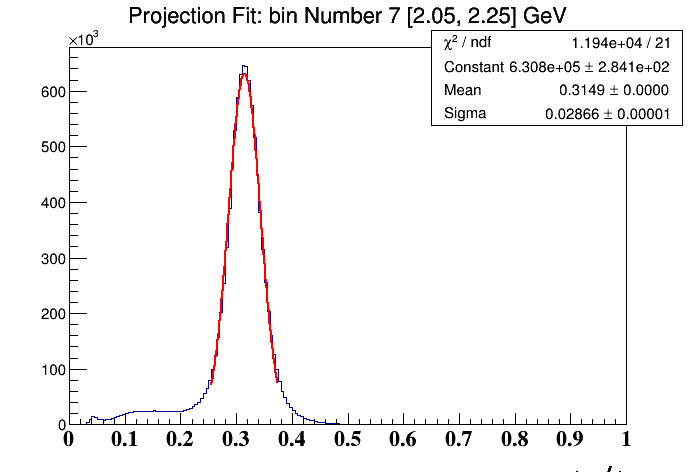 Projection Fit: bin Number 7 [2.05, 2.25] GeV
×10³
χ² / ndf 1.194e+04 / 21
Constant 6.308e+05 ± 2.841e+02
Mean 0.3149 ± 0.0000
Sigma 0.02866 ± 0.00001
600
500
400
300
200
100
0
0 0.1 0.2 0.3 0.4 0.5 0.6 0.7 0.8 0.9 1